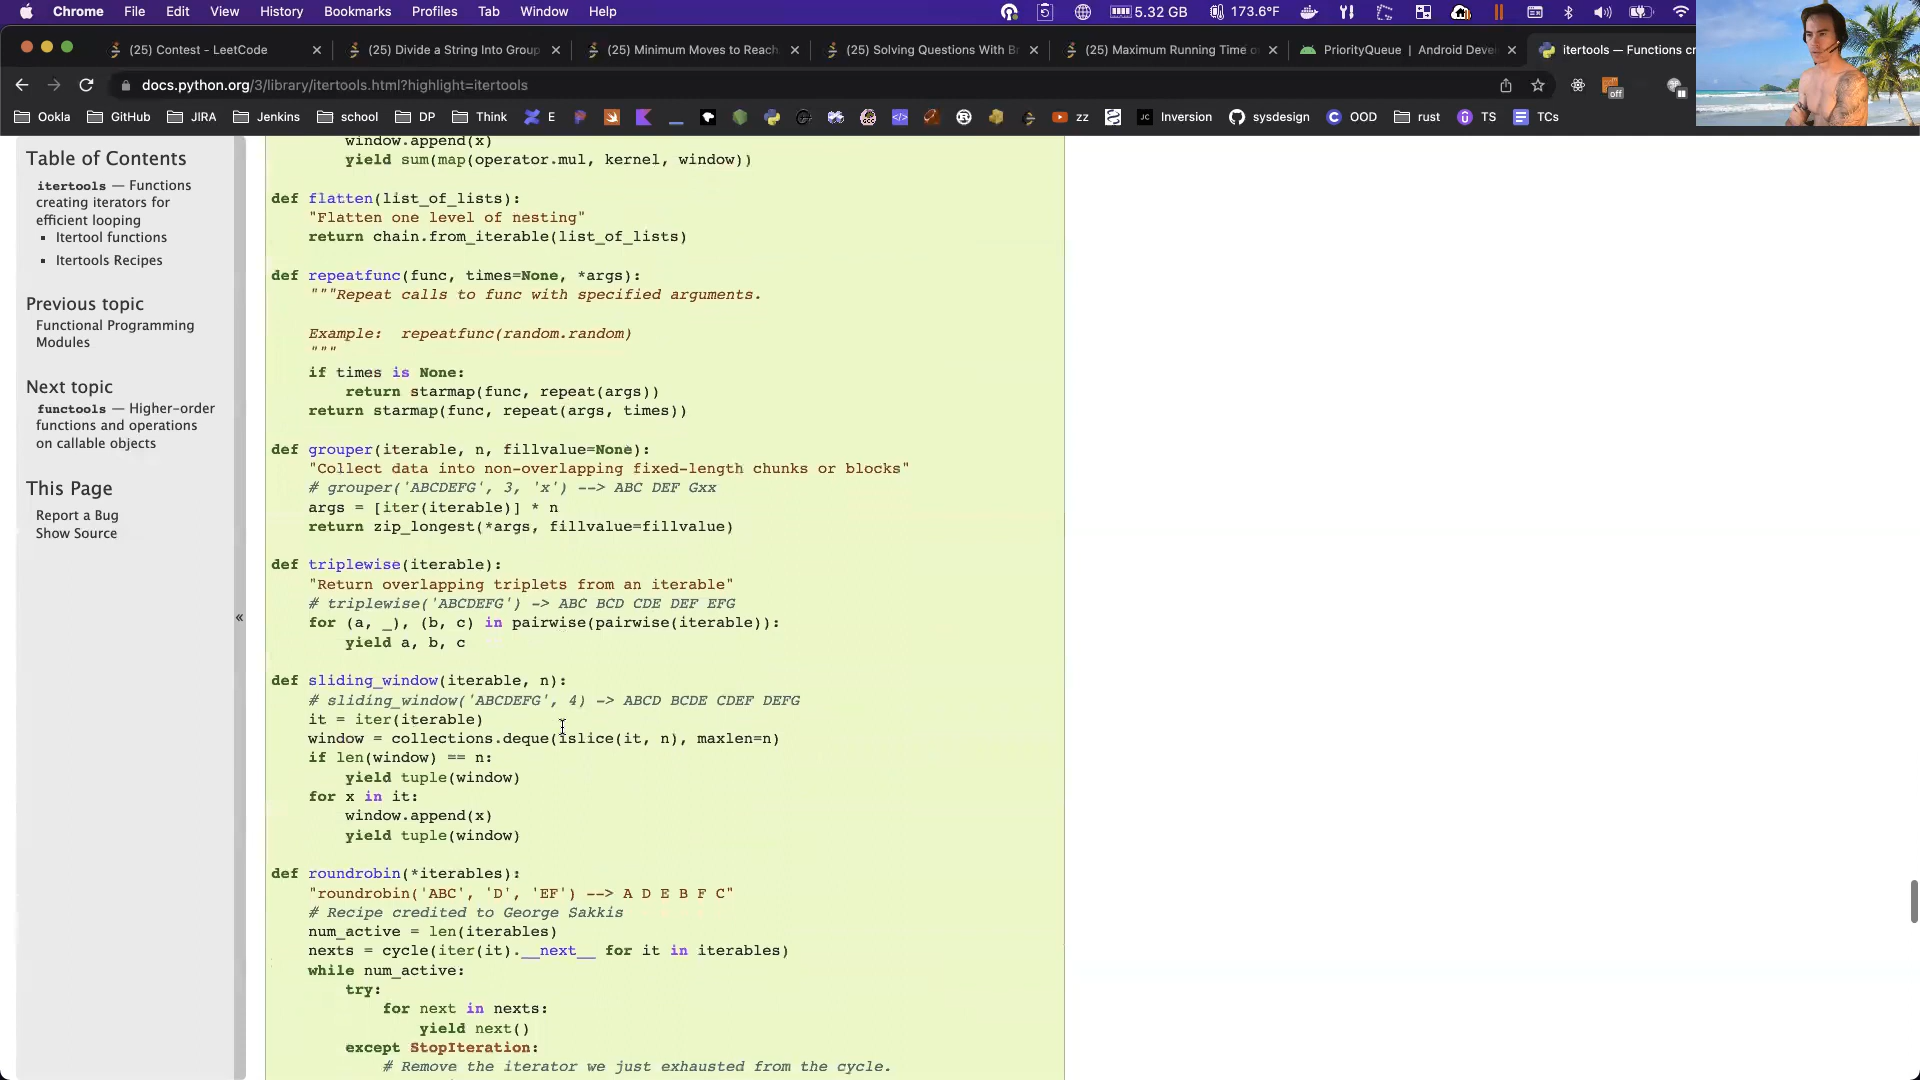 Chrome File Edit View History Bookmarks Profiles Tab Window Help 5.32 GB 173.6°F
(25) Contest - LeetCode (25) Divide a String Into Group (25) Minimum Moves to Reach (25) Solving Questions With Br (25) Maximum Running Time o PriorityQueue | Android Deve itertools — Functions cr
docs.python.org/3/library/itertools.html?highlight=itertools off
Ookla GitHub JIRA Jenkins school DP Think E zz JC Inversion sysdesign OOD rust TS TCs
Table of Contents
itertools — Functions
creating iterators for
efficient looping
▪ Itertool functions
▪ Itertools Recipes
Previous topic
Functional Programming
Modules
Next topic
functools — Higher-order
functions and operations
on callable objects
This Page
Report a Bug
Show Source
«
window.append(x)
yield sum(map(operator.mul, kernel, window))
def flatten(list_of_lists):
"Flatten one level of nesting"
return chain.from_iterable(list_of_lists)
def repeatfunc(func, times=None, *args):
"""Repeat calls to func with specified arguments.
Example:  repeatfunc(random.random)
"""
if times is None:
return starmap(func, repeat(args))
return starmap(func, repeat(args, times))
def grouper(iterable, n, fillvalue=None):
"Collect data into non-overlapping fixed-length chunks or blocks"
# grouper('ABCDEFG', 3, 'x') --> ABC DEF Gxx
args = [iter(iterable)] * n
return zip_longest(*args, fillvalue=fillvalue)
def triplewise(iterable):
"Return overlapping triplets from an iterable"
# triplewise('ABCDEFG') -> ABC BCD CDE DEF EFG
for (a, _), (b, c) in pairwise(pairwise(iterable)):
yield a, b, c
def sliding_window(iterable, n):
# sliding_window('ABCDEFG', 4) -> ABCD BCDE CDEF DEFG
it = iter(iterable)
window = collections.deque(islice(it, n), maxlen=n)
if len(window) == n:
yield tuple(window)
for x in it:
window.append(x)
yield tuple(window)
def roundrobin(*iterables):
"roundrobin('ABC', 'D', 'EF') --> A D E B F C"
# Recipe credited to George Sakkis
num_active = len(iterables)
nexts = cycle(iter(it).__next__ for it in iterables)
while num_active:
try:
for next in nexts:
yield next()
except StopIteration:
# Remove the iterator we just exhausted from the cycle.